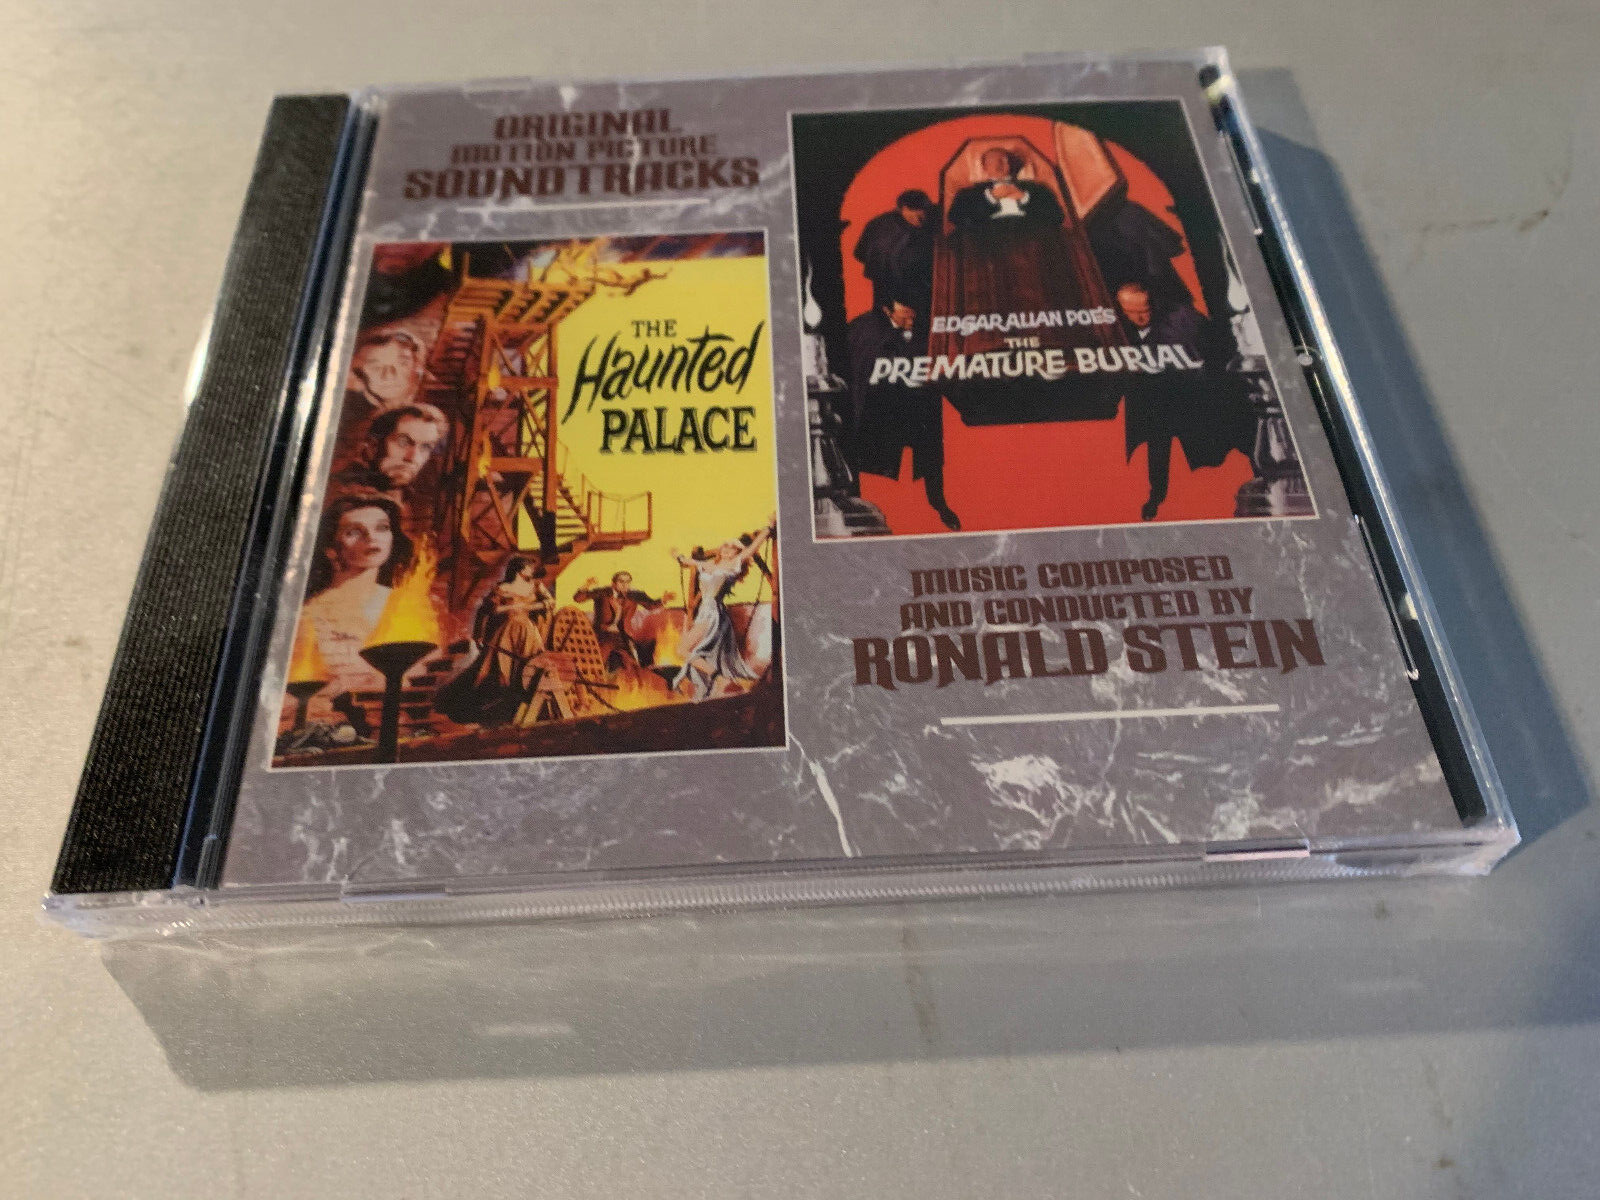 ORIGINAL
MOTION PICTURE
SOUNDTRACKS
THE
Haunted
PALACE
EDGAR ALLAN POE'S
THE
PREMATURE BURIAL
MUSIC COMPOSED
AND CONDUCTED BY
RONALD STEIN